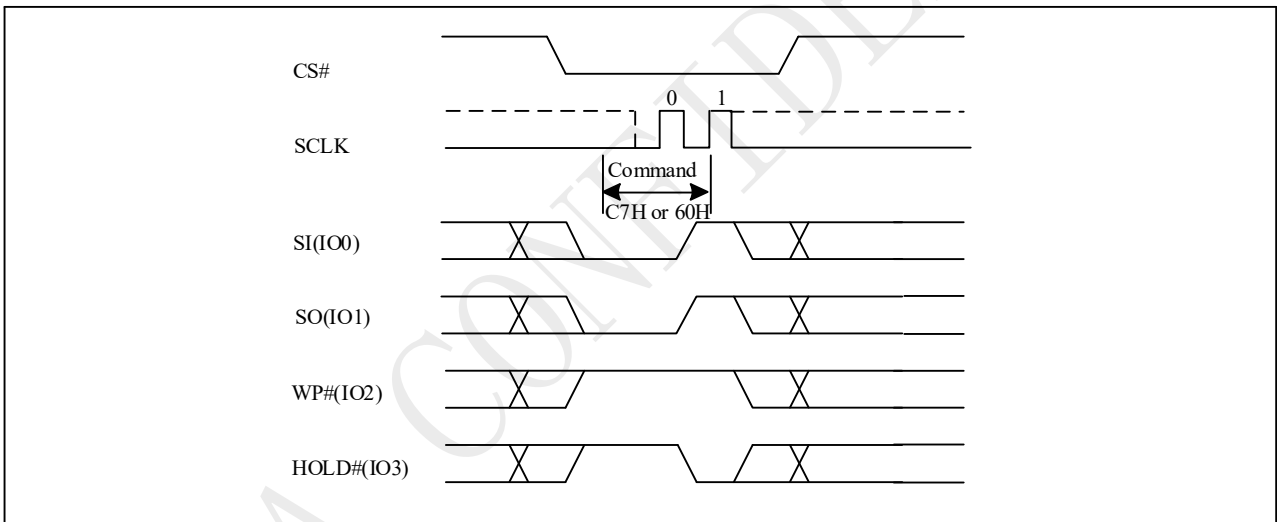 CS#
0 1
SCLK
Command
C7H or 60H
SI(IO0)
SO(IO1)
WP#(IO2)
HOLD#(IO3)